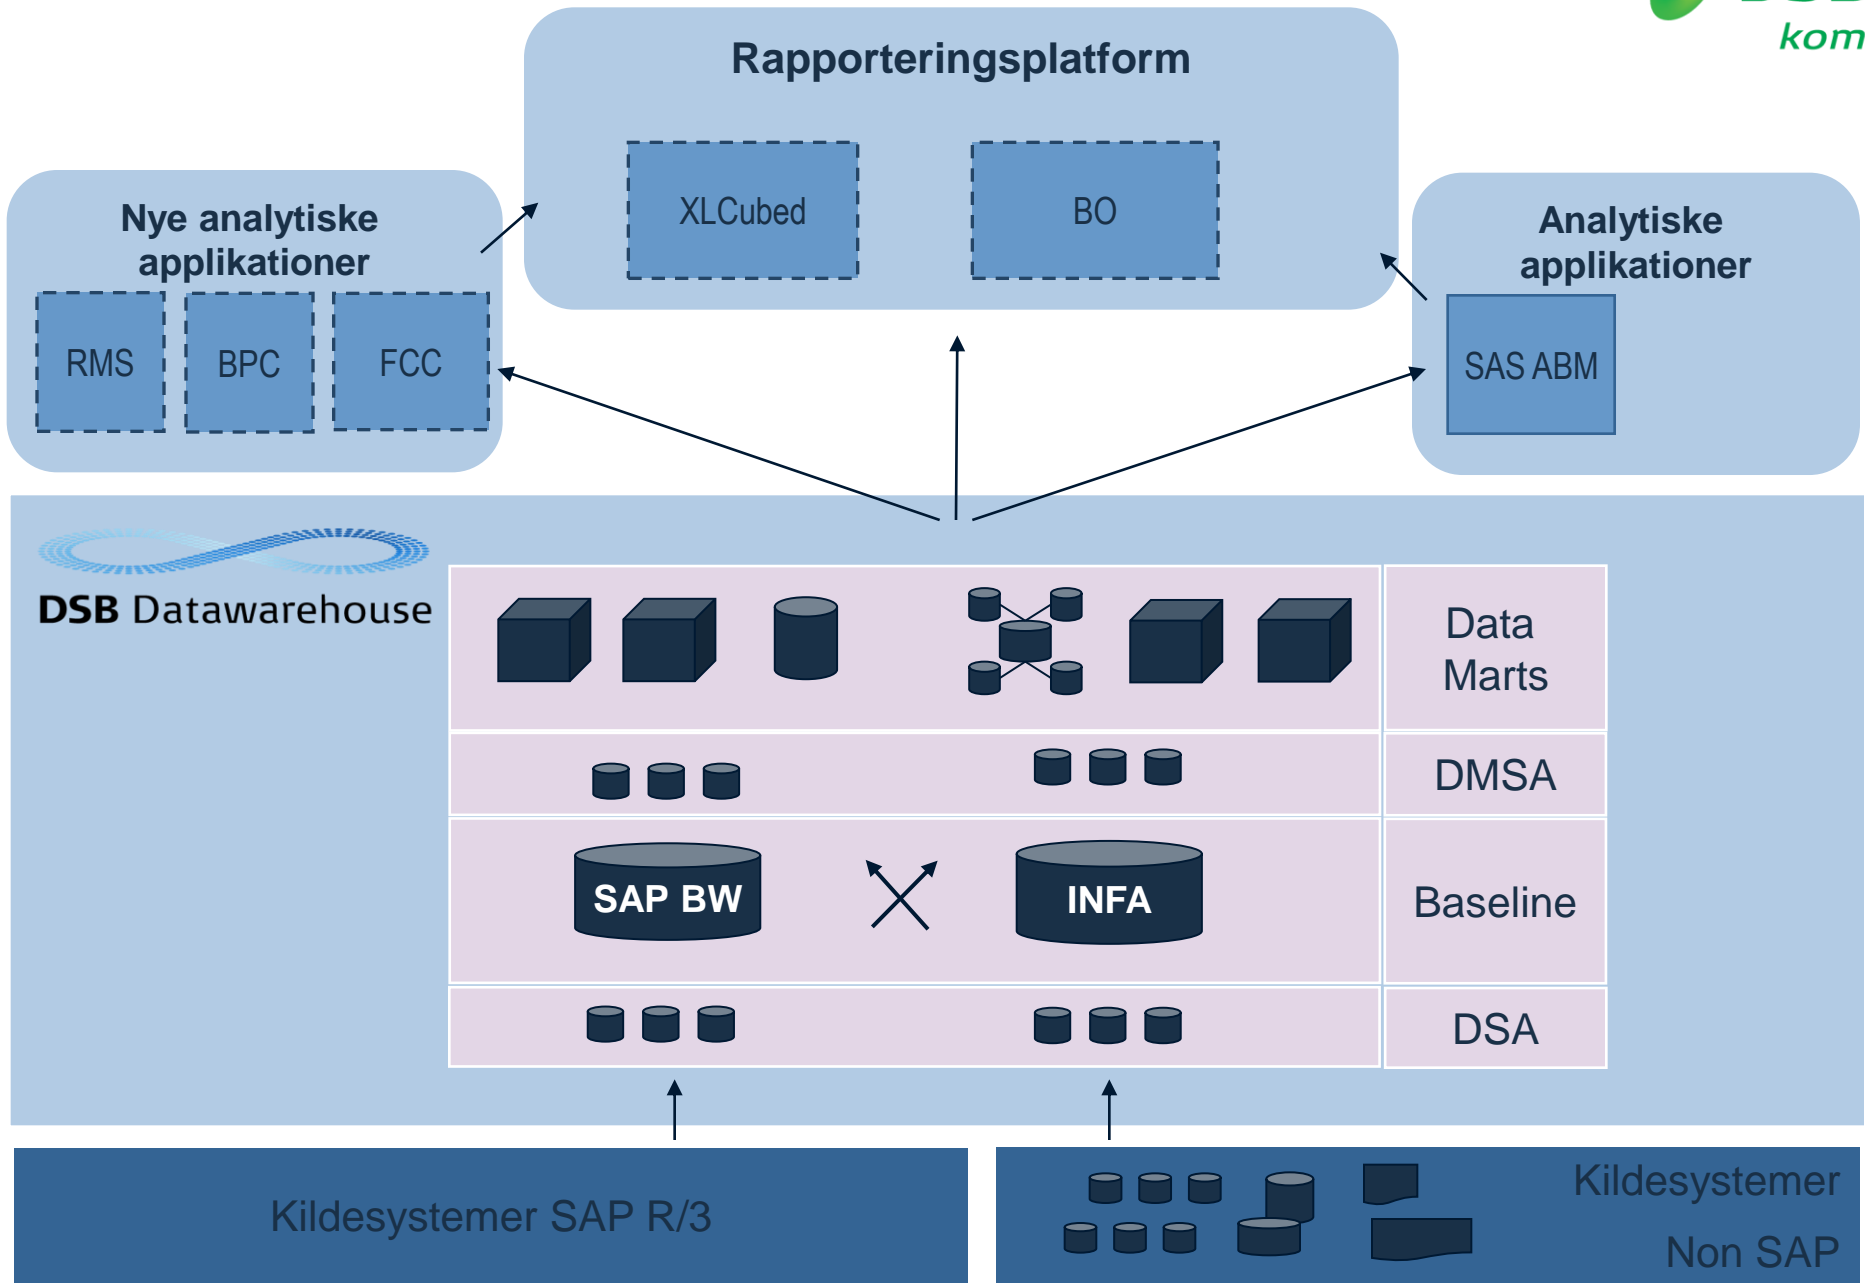 kom
Rapporteringsplatform
XLCubed
BO
Nye analytiske
applikationer
RMS
BPC
FCC
Analytiske
applikationer
SAS ABM
DSB Datawarehouse
Data
Marts
DMSA
SAP BW
INFA
Baseline
DSA
Kildesystemer SAP R/3
Kildesystemer
Non SAP